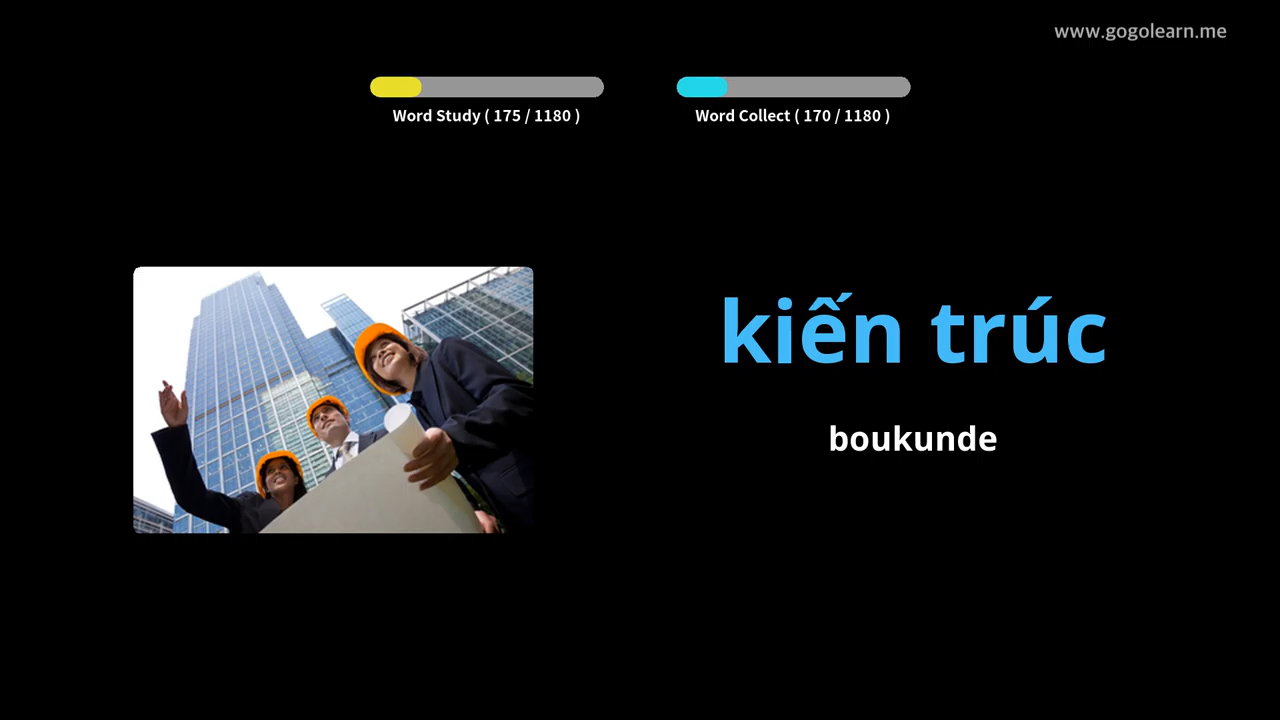 www.gogolearn.me
Word Study ( 175 / 1180 )
Word Collect ( 170 / 1180 )
kiến trúc
boukunde